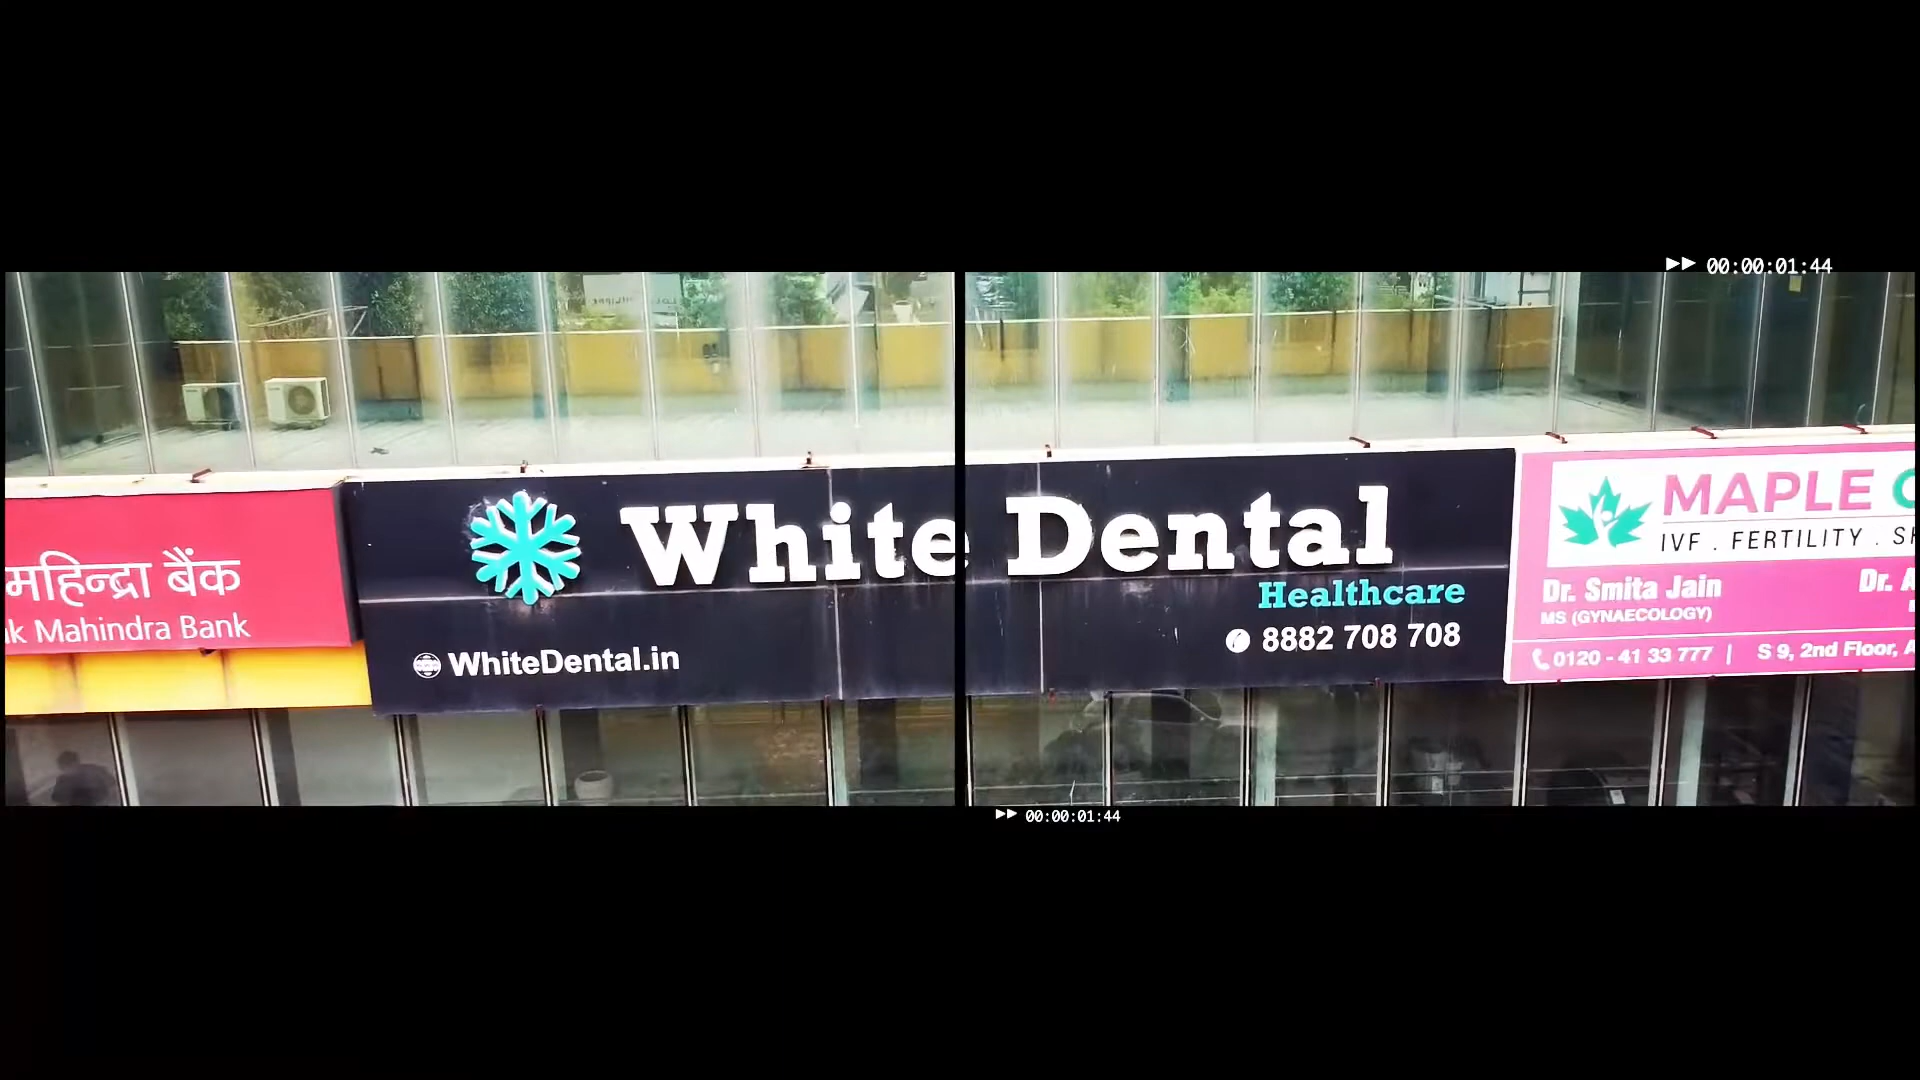 00:00:01:44
महिन्द्रा बैंक
Mahindra Bank
White Dental
Healthcare
8882 708 708
WhiteDental.in
MAPLE
IVF . FERTILITY .
Dr. Smita Jain
MS (GYNAECOLOGY)
Dr.
0120 - 41 33 777 | S 9, 2nd Floor,
00:00:01:44